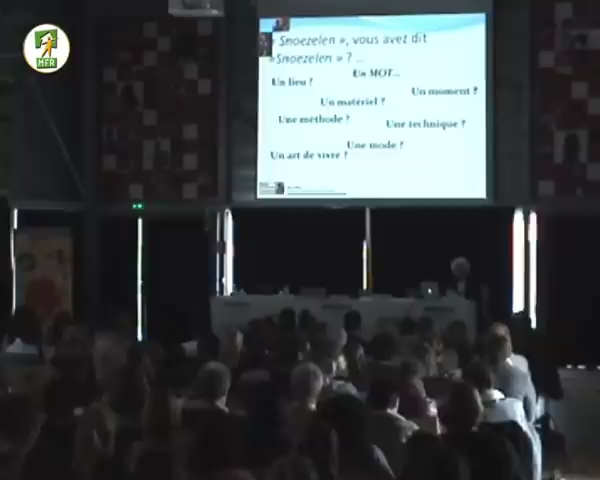 MFR
« Snoezelen », vous avez dit
«Snoezelen » ? ...
Un MOT...
Un lieu ?
Un moment ?
Un matériel ?
Une méthode ?
Une technique ?
Une mode ?
Un art de vivre ?